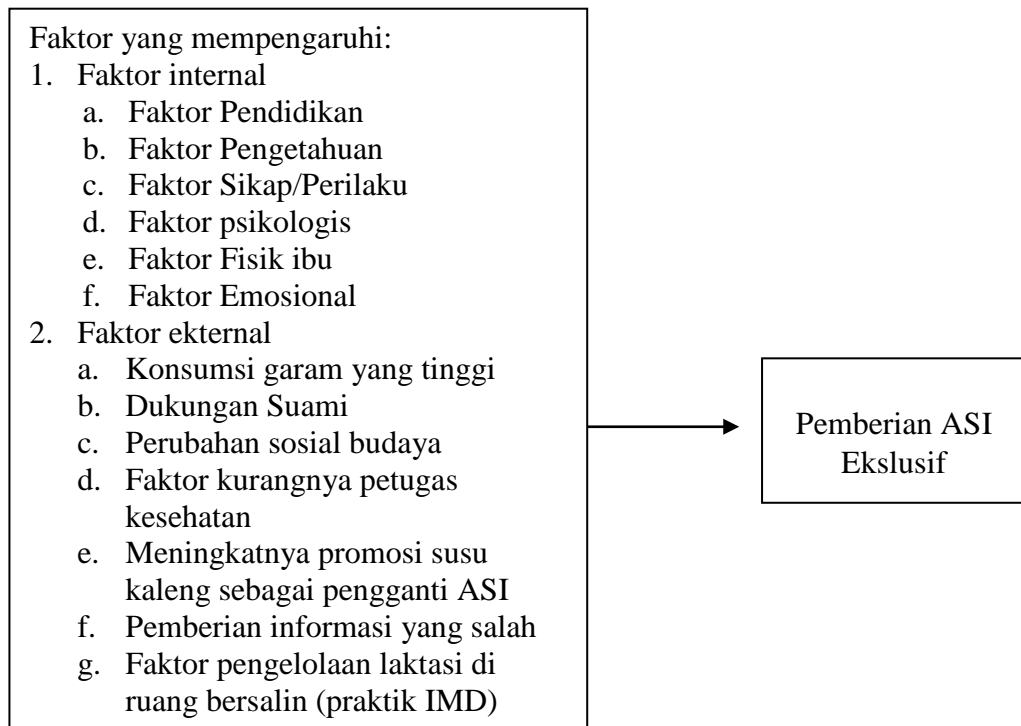 Faktor yang mempengaruhi:
1. Faktor internal
a. Faktor Pendidikan
b. Faktor Pengetahuan
c. Faktor Sikap/Perilaku
d. Faktor psikologis
e. Faktor Fisik ibu
f. Faktor Emosional
2. Faktor ekternal
a. Konsumsi garam yang tinggi
b. Dukungan Suami
c. Perubahan sosial budaya
d. Faktor kurangnya petugas
kesehatan
e. Meningkatnya promosi susu
kaleng sebagai pengganti ASI
f. Pemberian informasi yang salah
g. Faktor pengelolaan laktasi di
ruang bersalin (praktik IMD)
Pemberian ASI
Ekslusif